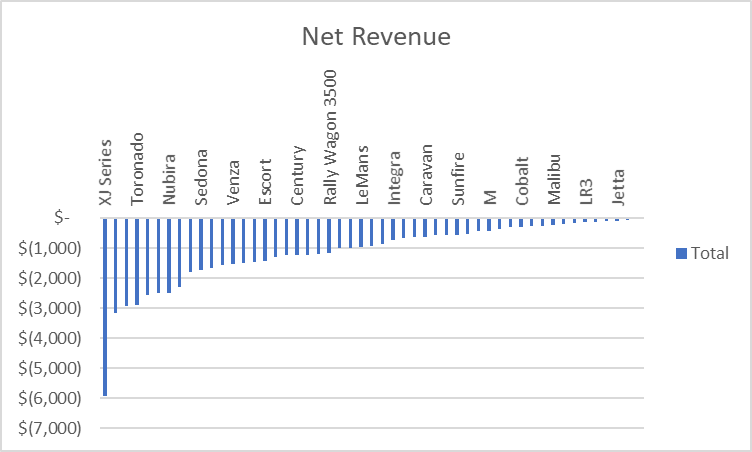 Net Revenue
XJ Series
Toronado
Nubira
Sedona
Venza
Escort
Century
Rally Wagon 3500
LeMans
Integra
Caravan
Sunfire
M
Cobalt
Malibu
LR3
Jetta
$-
$(1,000)
$(2,000)
$(3,000)
$(4,000)
$(5,000)
$(6,000)
$(7,000)
Total